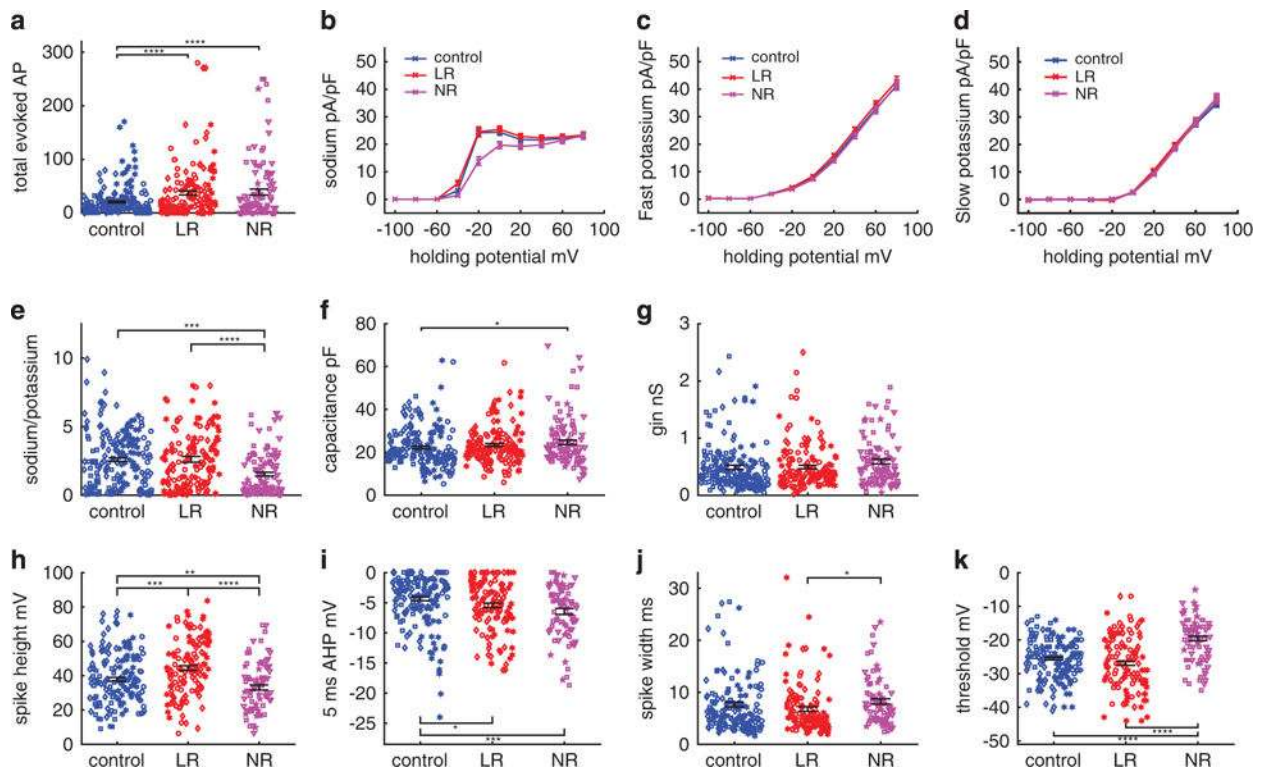 a
total evoked AP
300
200
100
0
****
****
control LR NR
b
sodium pA/pF
50
40
30
20
10
0
control
LR
NR
-100 -60 -20 20 60 100
holding potential mV
c
Fast potassium pA/pF
50
40
30
20
10
0
control
LR
NR
-100 -60 -20 20 60 100
holding potential mV
d
Slow potassium pA/pF
50
40
30
20
10
0
control
LR
NR
-100 -60 -20 20 60 100
holding potential mV
e
sodium/potassium
10
5
0
***
****
control LR NR
f
capacitance pF
80
60
40
20
0
*
control LR NR
g
gin nS
3
2
1
0
control LR NR
h
spike height mV
100
80
60
40
20
0
**
*** ****
control LR NR
i
5 ms AHP mV
0
-5
-10
-15
-20
-25
*
***
control LR NR
j
spike width ms
30
20
10
0
*
control LR NR
k
threshold mV
0
-10
-20
-30
-40
-50
****
****
control LR NR